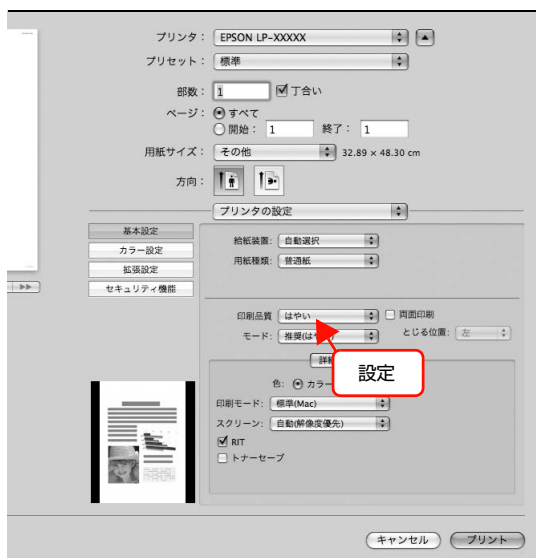 プリンタ： EPSON LP-XXXXX
プリセット： 標準
部数： 1 丁合い
ページ： すべて
開始： 1 終了： 1
用紙サイズ： その他 32.89 × 48.30 cm
方向：
プリンタの設定
基本設定
カラー設定
拡張設定
セキュリティ機能
給紙装置: 自動選択
用紙種類: 普通紙
印刷品質 はやい 両面印刷
モード: 推奨(は とじる位置: 左
設定
色: カラー
印刷モード: 標準(Mac)
スクリーン: 自動(解像度優先)
RIT
トナーセーブ
キャンセル プリント